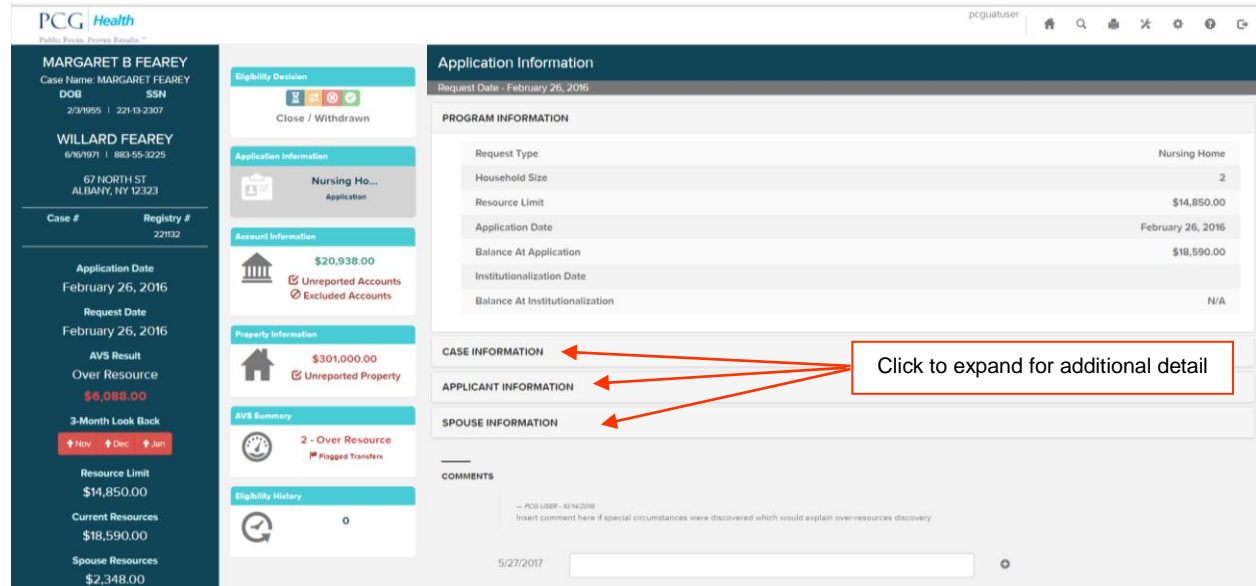 PCG Health
Public Focus. Proven Results.™
pcguatuser
MARGARET B FEAREY
Case Name: MARGARET FEAREY
DOB SSN
2/3/1955 | 221-13-2307
WILLARD FEAREY
6/16/1971 | 883-55-3225
67 NORTH ST
ALBANY, NY 12323
Case # Registry #
221132
Application Date
February 26, 2016
Request Date
February 26, 2016
AVS Result
Over Resource
$6,088.00
3-Month Look Back
Nov Dec Jan
Resource Limit
$14,850.00
Current Resources
$18,590.00
Spouse Resources
$2,348.00
Eligibility Decision
Close / Withdrawn
Application Information
Nursing Ho...
Application
Account Information
$20,938.00
Unreported Accounts
Excluded Accounts
Property Information
$301,000.00
Unreported Property
AVS Summary
2 - Over Resource
Flagged Transfers
Eligibility History
0
Application Information
Request Date - February 26, 2016
PROGRAM INFORMATION
Request Type Nursing Home
Household Size 2
Resource Limit $14,850.00
Application Date February 26, 2016
Balance At Application $18,590.00
Institutionalization Date
Balance At Institutionalization N/A
CASE INFORMATION
Click to expand for additional detail
APPLICANT INFORMATION
SPOUSE INFORMATION
COMMENTS
— PCG USER - 10/14/2016
Insert comment here if special circumstances were discovered which would explain over-resources discovery
5/27/2017